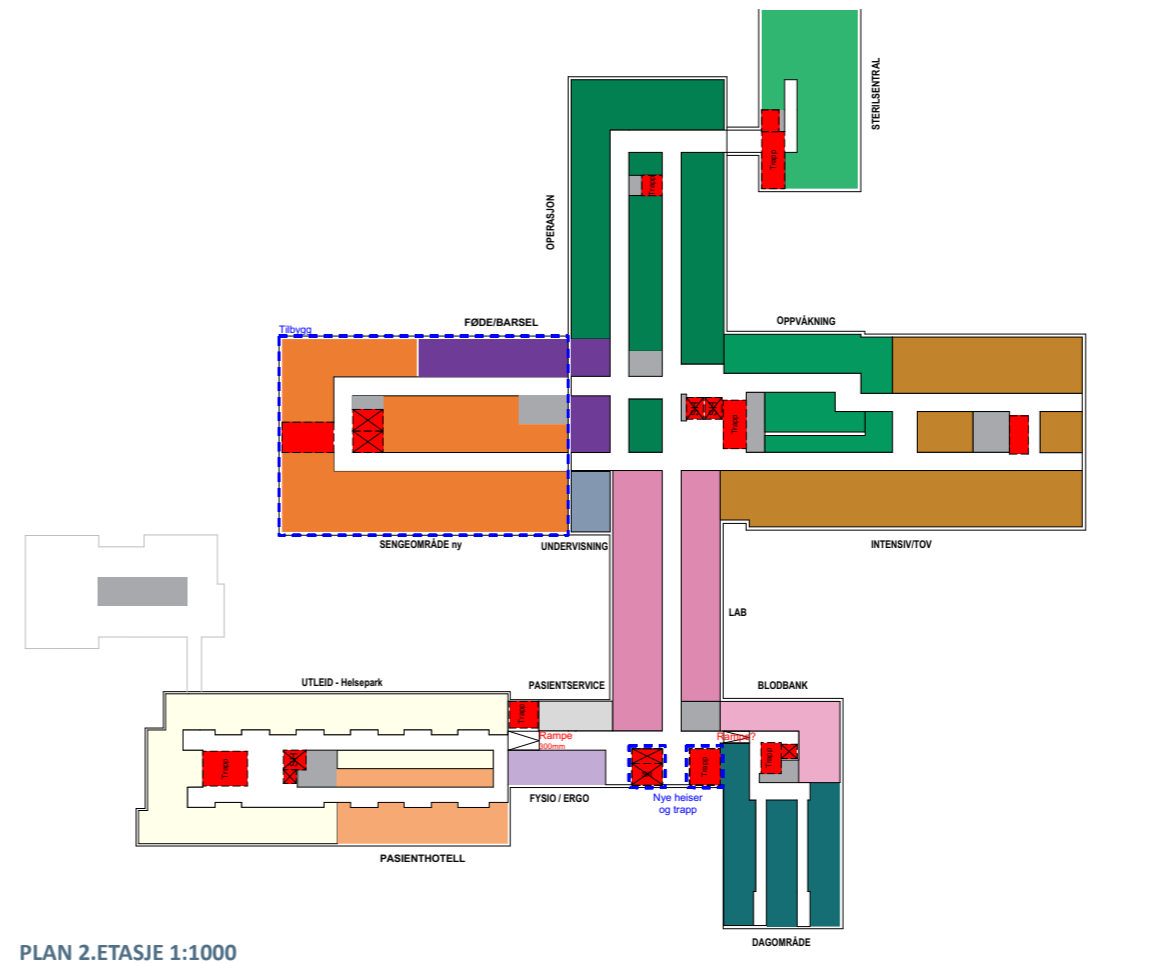 STERILSENTRAL
Trapp
OPERASJON
Trapp
FØDE/BARSEL
OPPVÅKNING
Tilbygg
Trapp
SENGEOMRÅDE ny
UNDERVISNING
INTENSIV/TOV
LAB
UTLEID - Helsepark
PASIENTSERVICE
BLODBANK
Trapp
Rampe
300mm
Rampe?
Trapp
Trapp
Trapp
FYSIO / ERGO
Nye heiser
og trapp
PASIENTHOTELL
DAGOMRÅDE
PLAN 2.ETASJE 1:1000